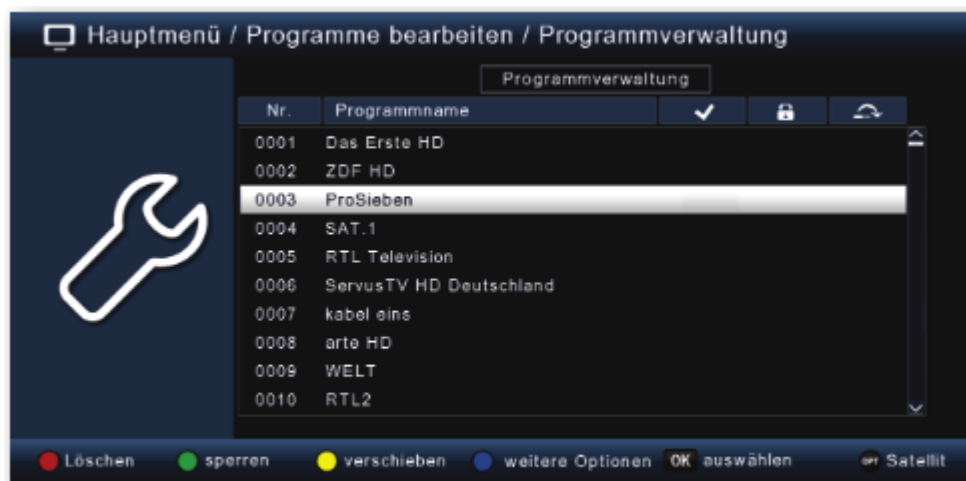 Hauptmenü / Programme bearbeiten / Programmverwaltung
Programmverwaltung
Nr. Programmname
0001 Das Erste HD
0002 ZDF HD
0003 ProSieben
0004 SAT.1
0005 RTL Television
0006 ServusTV HD Deutschland
0007 kabel eins
0008 arte HD
0009 WELT
0010 RTL2
Löschen sperren verschieben weitere Optionen OK auswählen OPT Satellit